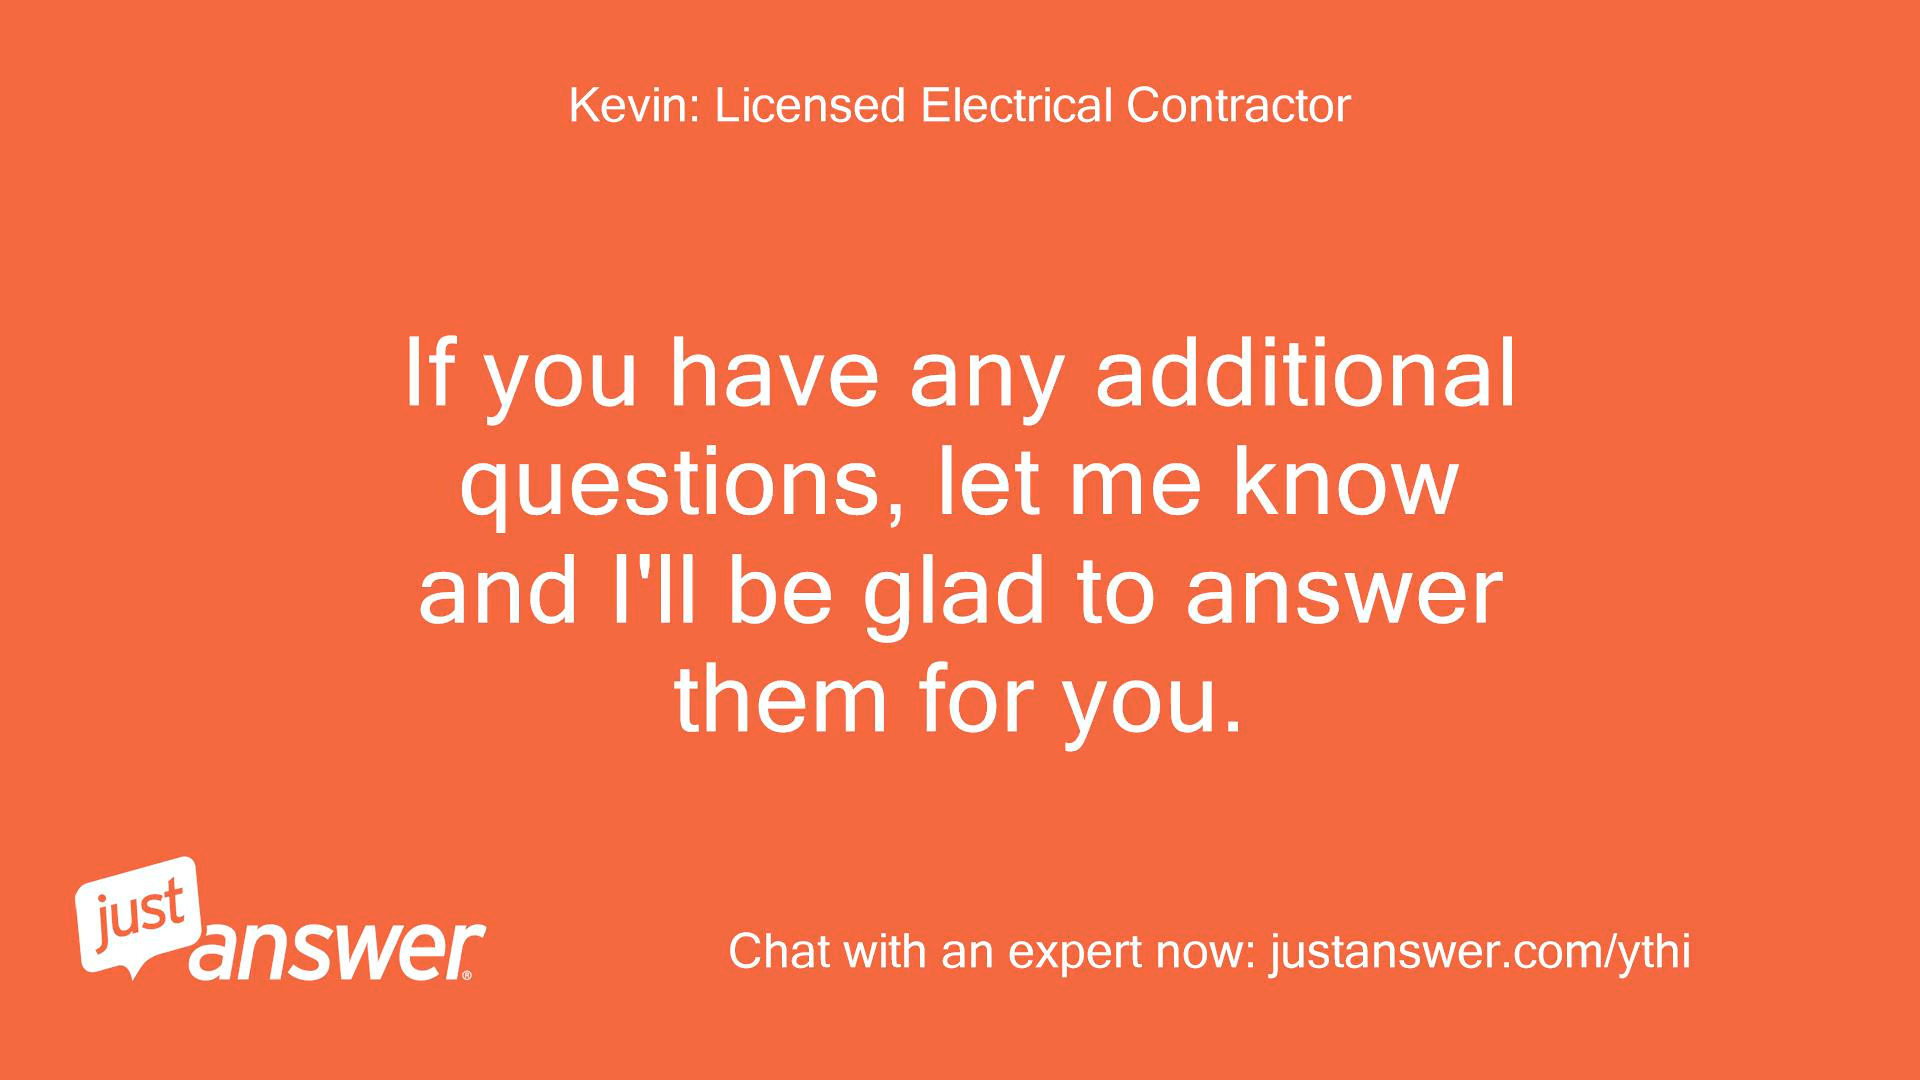 Kevin: Licensed Electrical Contractor
If you have any additional
questions, let me know
and I'll be glad to answer
them for you.
just
answer®
Chat with an expert now: justanswer.com/ythi